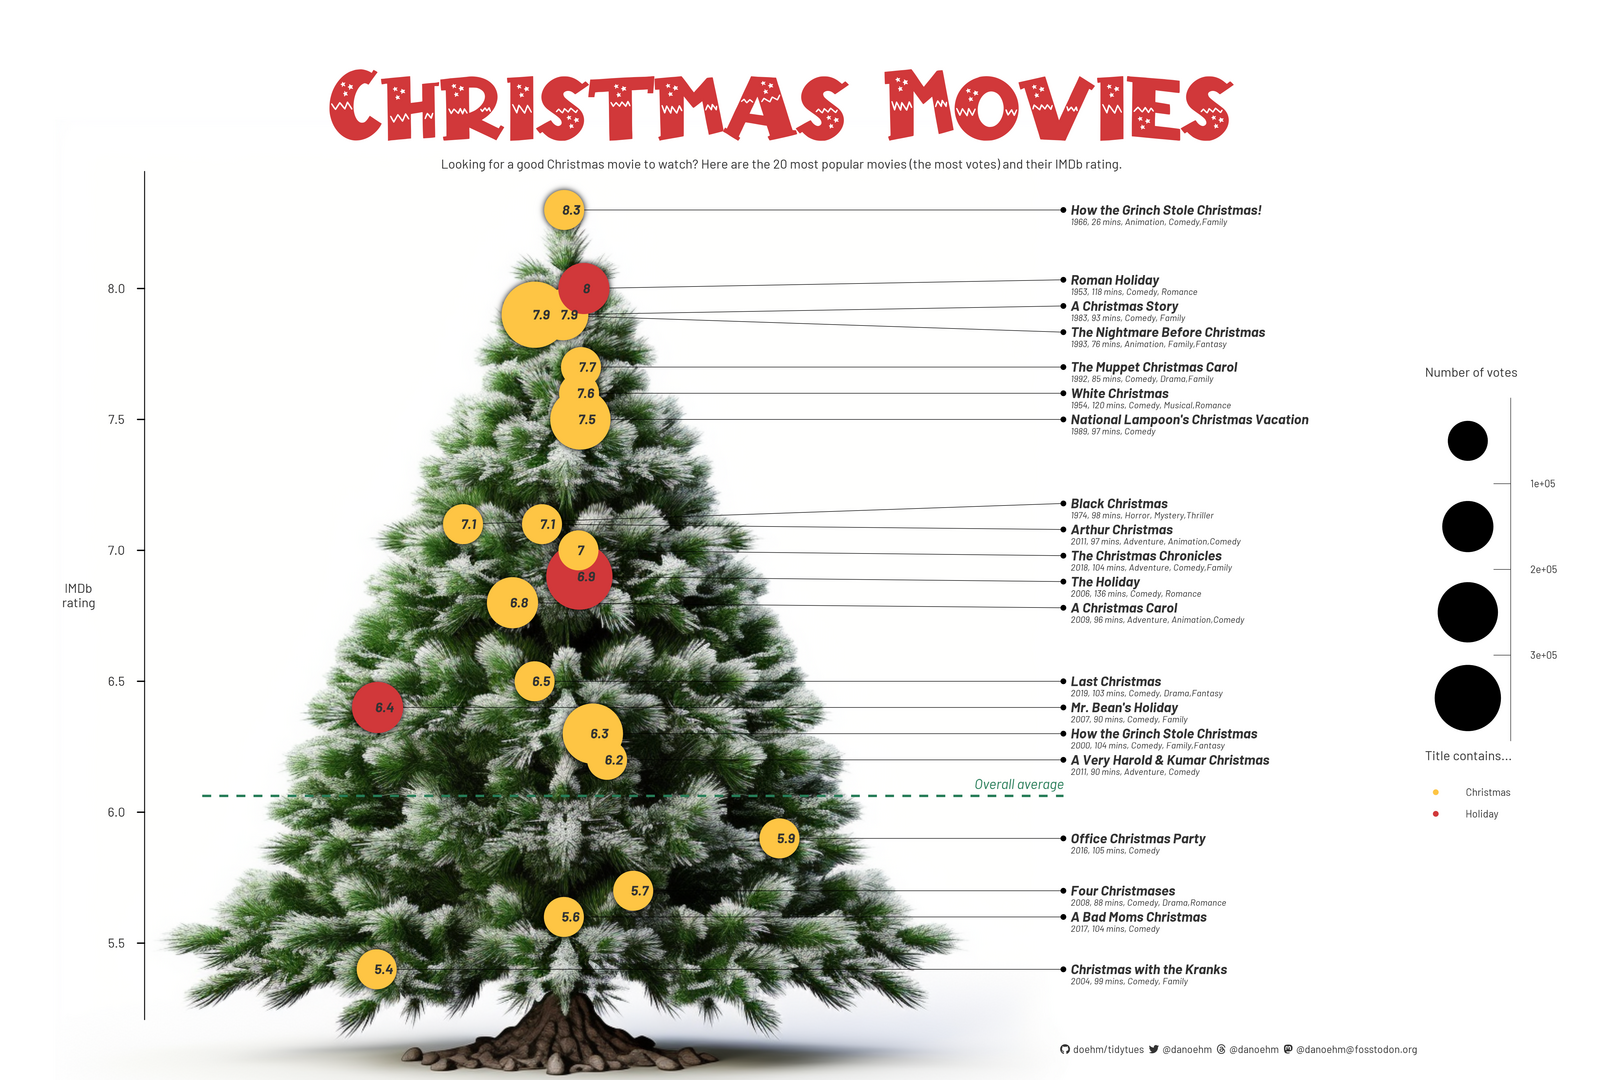 CHRISTMAS MOVIES
Looking for a good Christmas movie to watch? Here are the 20 most popular movies (the most votes) and their IMDb rating.
8.3
How the Grinch Stole Christmas!
1966, 26 mins, Animation, Comedy,Family
8.0
8
Roman Holiday
1953, 118 mins, Comedy, Romance
7.9
7.9
A Christmas Story
1983, 93 mins, Comedy, Family
The Nightmare Before Christmas
1993, 76 mins, Animation, Family,Fantasy
7.7
The Muppet Christmas Carol
1992, 85 mins, Comedy, Drama,Family
7.6
White Christmas
1954, 120 mins, Comedy, Musical,Romance
7.5
7.5
National Lampoon's Christmas Vacation
1989, 97 mins, Comedy
7.1
7.1
Black Christmas
1974, 98 mins, Horror, Mystery,Thriller
Arthur Christmas
2011, 97 mins, Adventure, Animation,Comedy
7.0
7
The Christmas Chronicles
2018, 104 mins, Adventure, Comedy,Family
6.9
The Holiday
2006, 136 mins, Comedy, Romance
IMDb
rating
6.8
A Christmas Carol
2009, 96 mins, Adventure, Animation,Comedy
6.5
6.5
Last Christmas
2019, 103 mins, Comedy, Drama,Fantasy
6.4
Mr. Bean's Holiday
2007, 90 mins, Comedy, Family
6.3
How the Grinch Stole Christmas
2000, 104 mins, Comedy, Family,Fantasy
6.2
A Very Harold & Kumar Christmas
2011, 90 mins, Adventure, Comedy
Overall average
6.0
5.9
Office Christmas Party
2016, 105 mins, Comedy
5.7
Four Christmases
2008, 88 mins, Comedy, Drama,Romance
5.6
A Bad Moms Christmas
2017, 104 mins, Comedy
5.5
5.4
Christmas with the Kranks
2004, 99 mins, Comedy, Family
Number of votes
1e+05
2e+05
3e+05
Title contains...
Christmas
Holiday
doehm/tidytues @danoehm @danoehm @danoehm@fosstodon.org